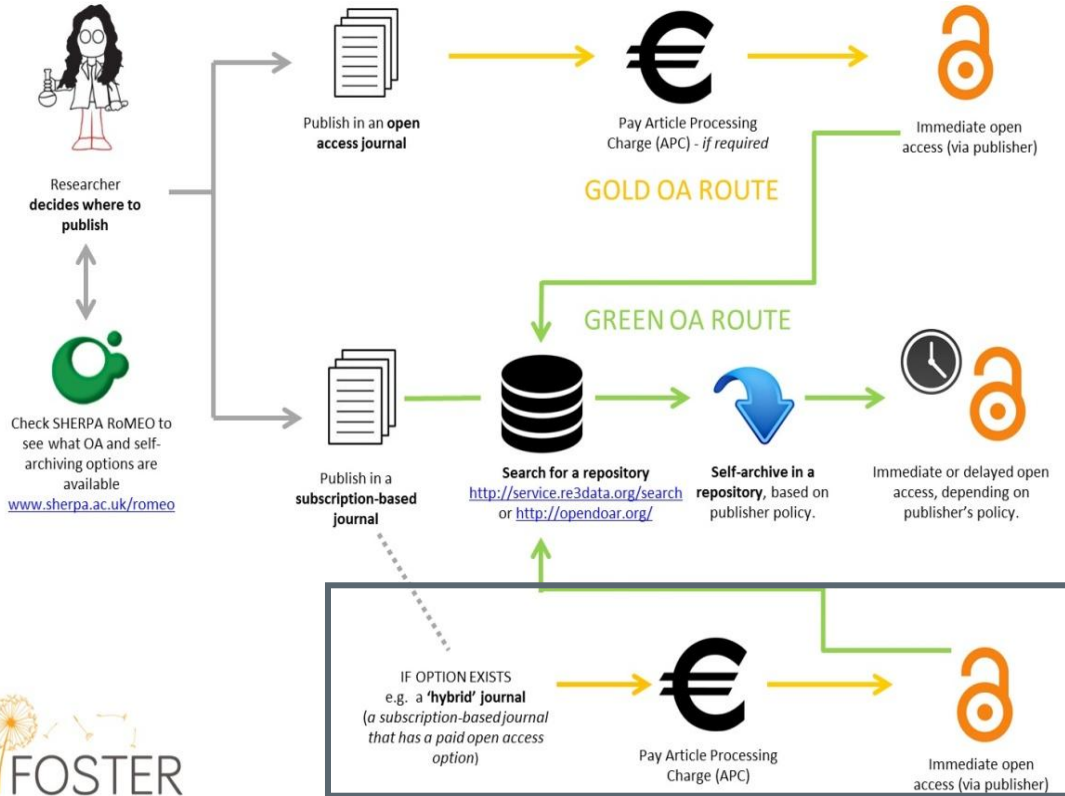 Researcher
decides where to
publish
Check SHERPA RoMEO to
see what OA and self-
archiving options are
available
www.sherpa.ac.uk/romeo
Publish in an open
access journal
Pay Article Processing
Charge (APC) - if required
Immediate open
access (via publisher)
GOLD OA ROUTE
GREEN OA ROUTE
Publish in a
subscription-based
journal
Search for a repository
http://service.re3data.org/search
or http://opendoar.org/
Self-archive in a
repository, based on
publisher policy.
Immediate or delayed open
access, depending on
publisher's policy.
IF OPTION EXISTS
e.g. a 'hybrid' journal
(a subscription-based journal
that has a paid open access
option)
Pay Article Processing
Charge (APC)
Immediate open
access (via publisher)
FOSTER